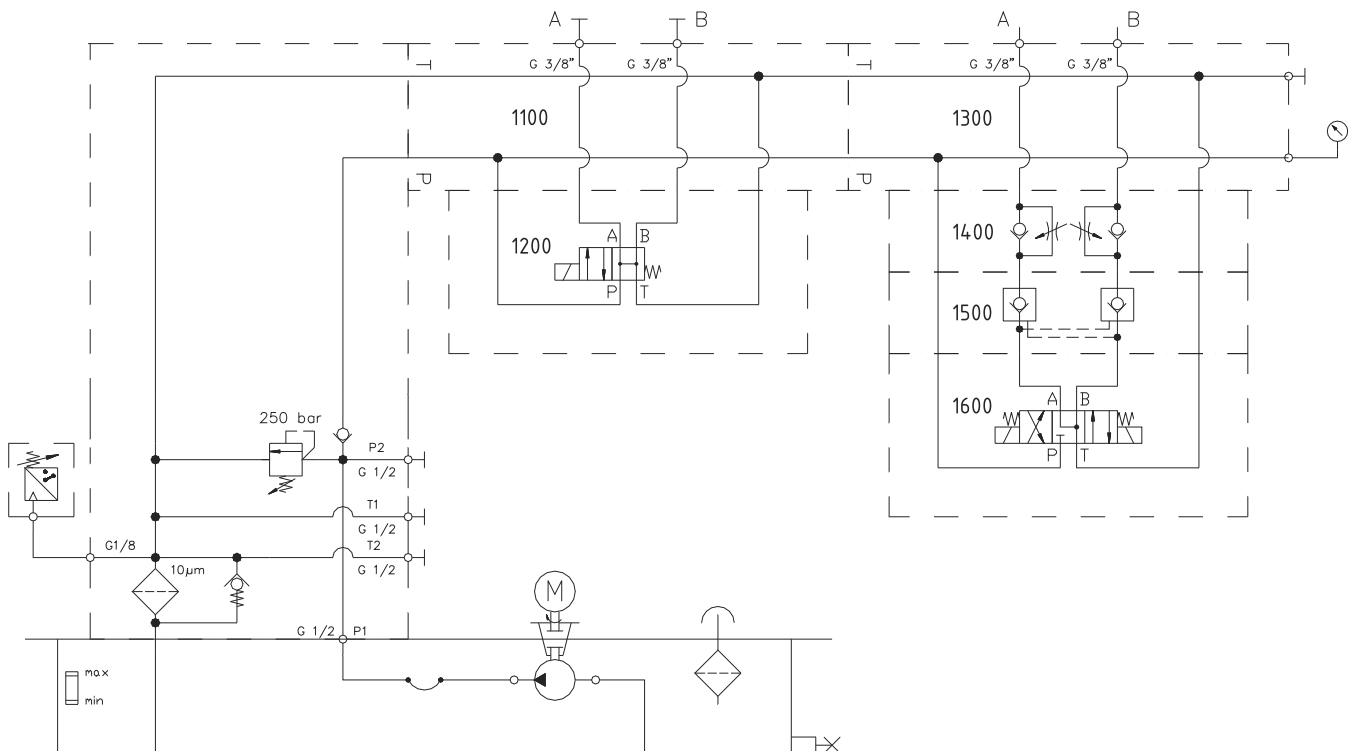 A
B
A
B
G 3/8"
G 3/8"
G 3/8"
G 3/8"
T
T
1100
1300
P
P
1200
A
B
P
T
1400
1500
1600
A
B
P
T
250 bar
P2
G 1/2
T1
G 1/2
T2
G 1/2
G1/8
10µm
M
G 1/2
P1
max
min